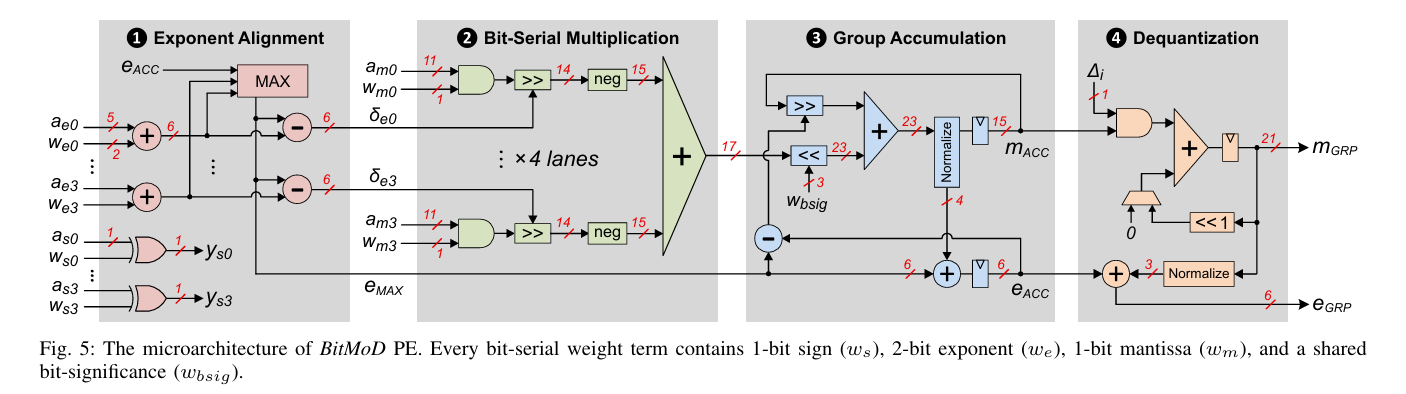 ❶ Exponent Alignment
e_ACC
MAX
a_e0
5
w_e0
2
+
6
−
6
⋮
⋮
a_e3
w_e3
+
−
6
a_s0
1
w_s0
1
y_s0
⋮
a_s3
w_s3
1
y_s3
❷ Bit-Serial Multiplication
a_m0
11
w_m0
1
>>
14
neg
15
δ_e0
⋮ ×4 lanes
δ_e3
a_m3
11
w_m3
1
>>
14
neg
15
+
17
e_MAX
❸ Group Accumulation
>>
<<
23
3
w_bsig
+
23
Normalize
15
m_ACC
4
−
6
+
6
e_ACC
❹ Dequantization
Δ_i
1
+
21
m_GRP
0
<<1
+
3
Normalize
6
e_GRP
Fig. 5: The microarchitecture of BitMoD PE. Every bit-serial weight term contains 1-bit sign (w_s), 2-bit exponent (w_e), 1-bit mantissa (w_m), and a shared
bit-significance (w_bsig).